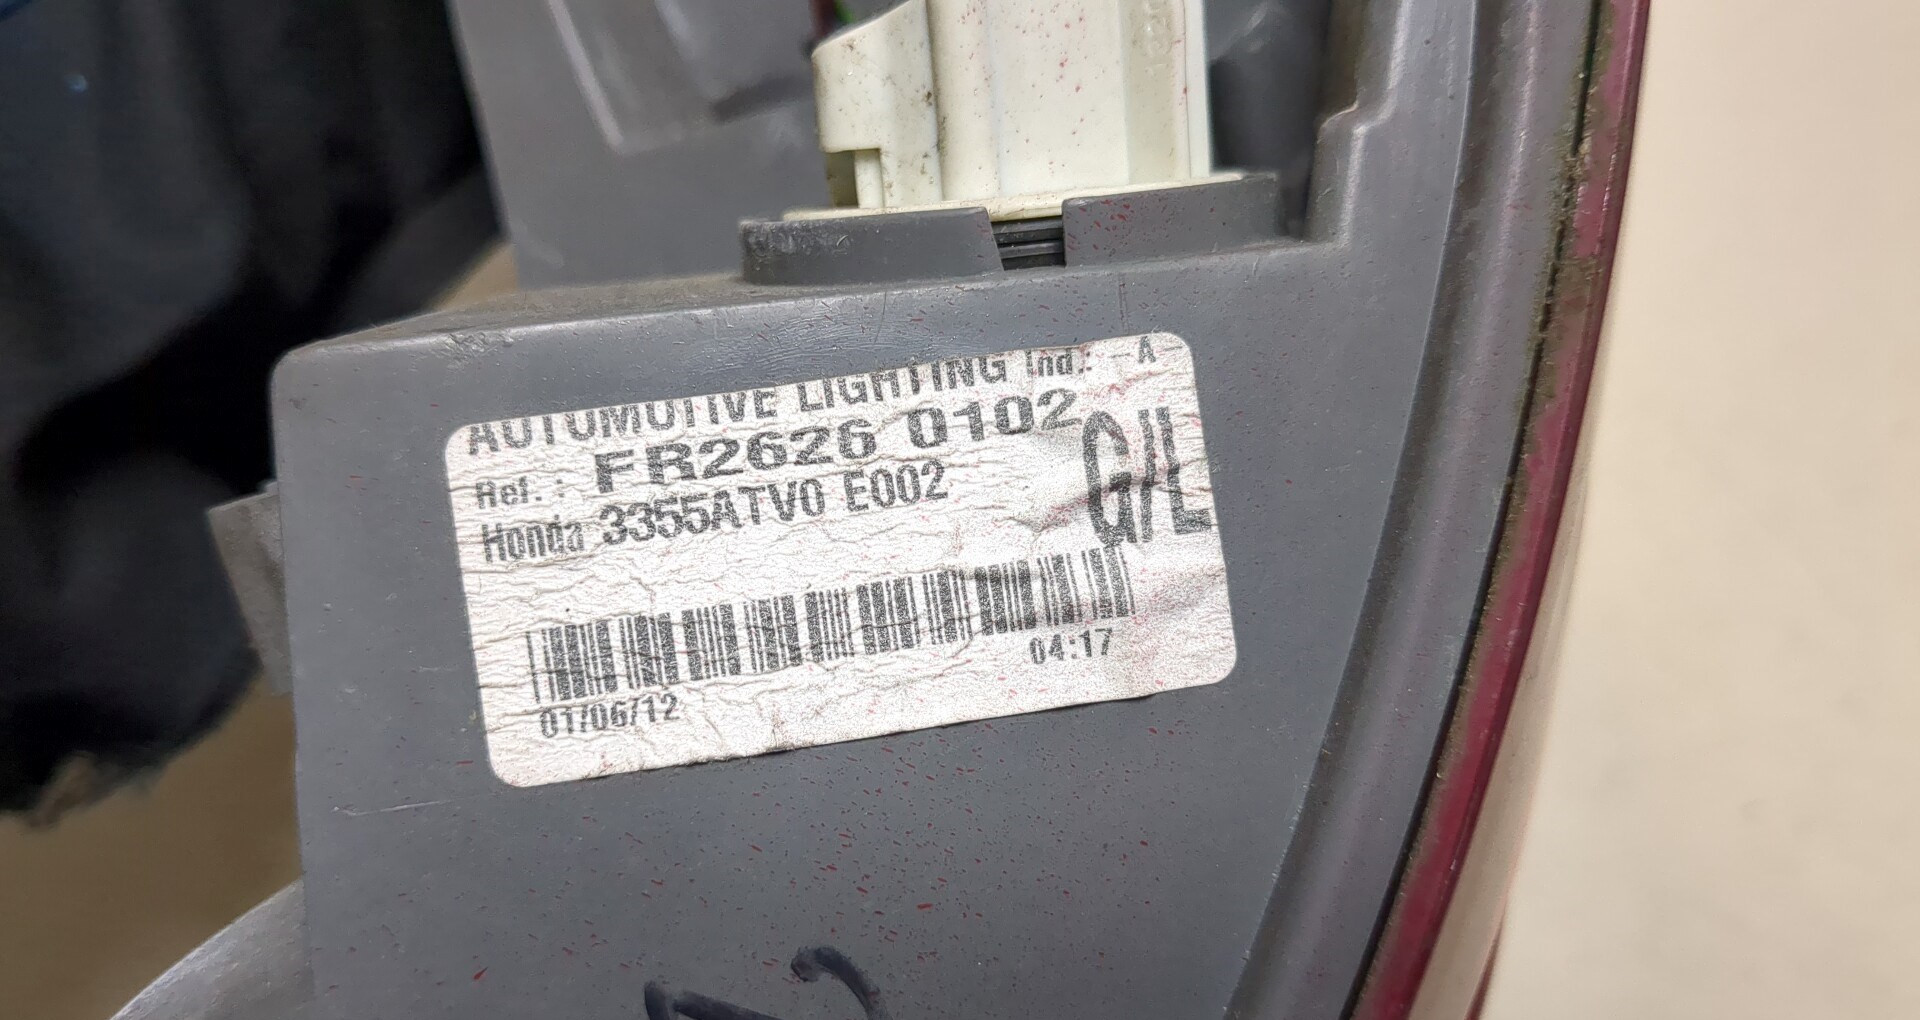 AUTOMOTIVE LIGHTING Ind.: -A-
Ref.: FR2626 0102
Honda 3355ATV0 E002
G/L
04:17
01/06/12